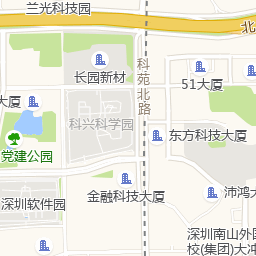 兰光科技园
北
长园新材
科苑北路
51大厦
大厦
科兴科学园
东方科技大厦
党建公园
金融科技大厦
沛鸿大
深圳软件园
深圳南山外国
校(集团)大冲